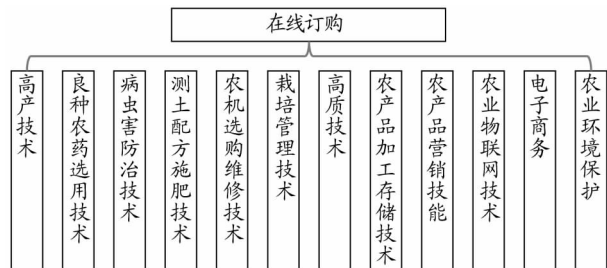 在线订购
高产技术
良种农药选用技术
病虫害防治技术
测土配方施肥技术
农机选购维修技术
栽培管理技术
高质技术
农产品加工存储技术
农产品营销技能
农业物联网技术
电子商务
农业环境保护